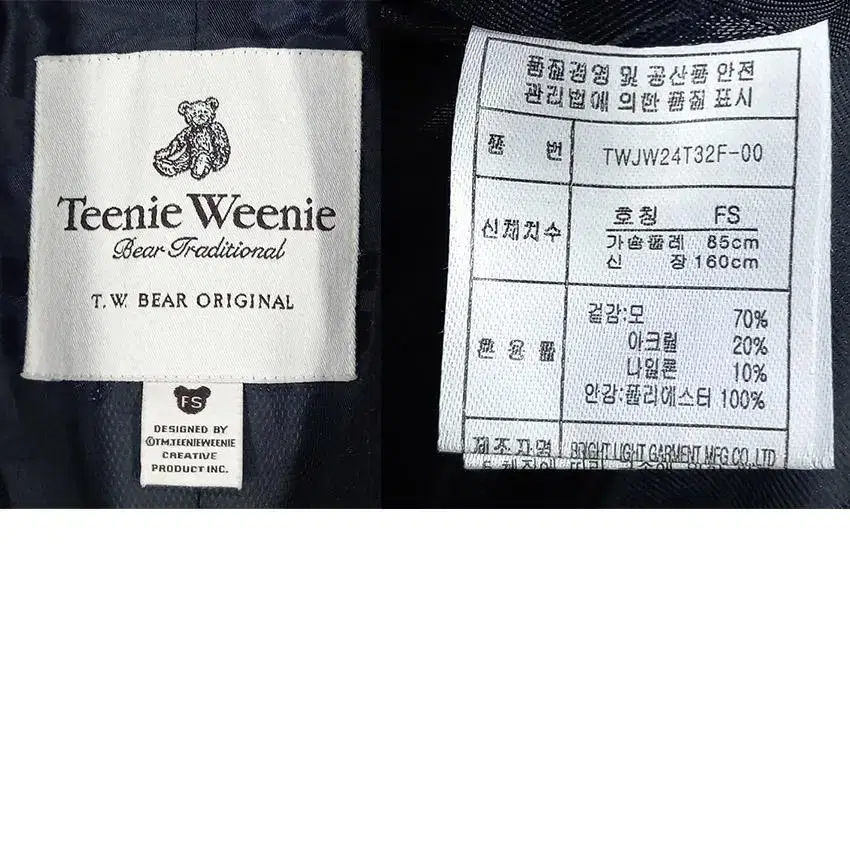 Teenie Weenie
Bear Traditional
T.W. BEAR ORIGINAL
FS
DESIGNED BY
©TM.TEENIEWEENIE
CREATIVE
PRODUCT INC.
품질경영 및 공산품 안전
관리법에 의한 품질 표시
품 번 TWJW24T32F-00
신체치수
호칭 FS
가슴둘레 85cm
신 장 160cm
혼 용 률
겉감:모 70%
아크릴 20%
나일론 10%
안감:폴리에스터 100%
제조자명 BRIGHT LIGHT GARMENT MFG CO.,LTD